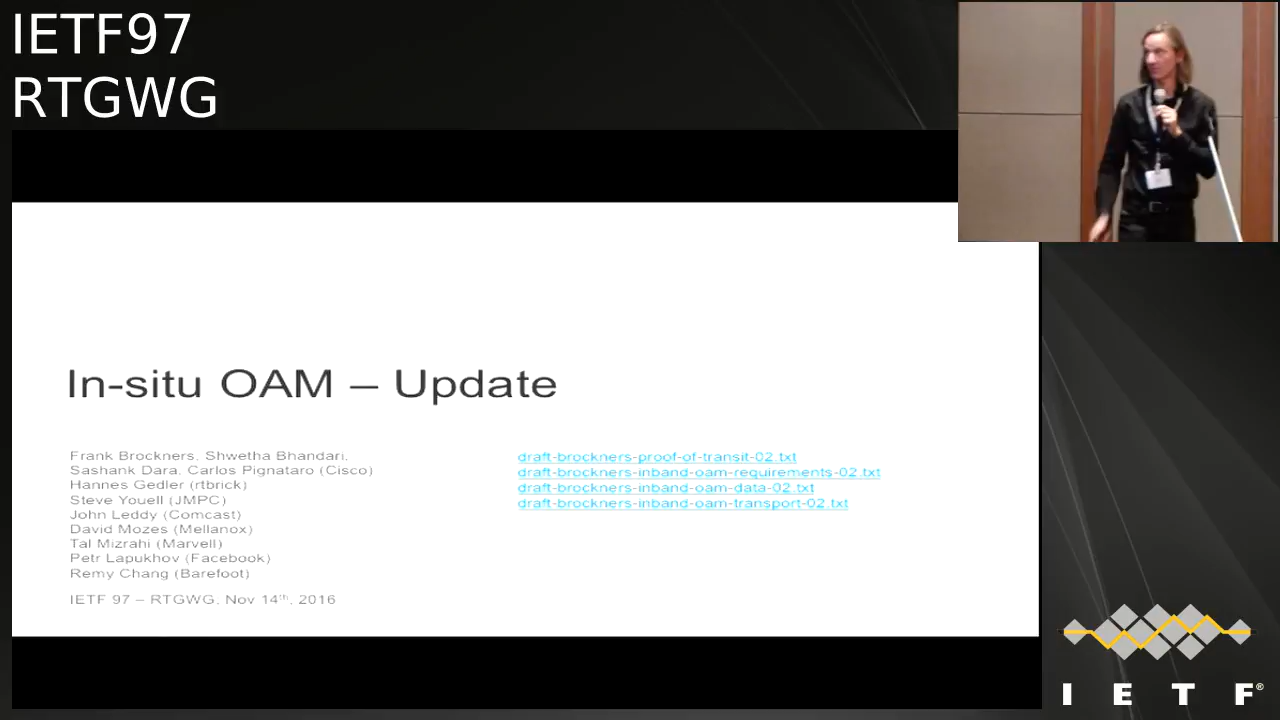 IETF97
RTGWG
In-situ OAM – Update
Frank Brockners, Shwetha Bhandari,
Sashank Dara, Carlos Pignataro (Cisco)
Hannes Gedler (rtbrick)
Steve Youell (JMPC)
John Leddy (Comcast)
David Mozes (Mellanox)
Tal Mizrahi (Marvell)
Petr Lapukhov (Facebook)
Remy Chang (Barefoot)
IETF 97 – RTGWG, Nov 14th, 2016
draft-brockners-proof-of-transit-02.txt
draft-brockners-inband-oam-requirements-02.txt
draft-brockners-inband-oam-data-02.txt
draft-brockners-inband-oam-transport-02.txt
I E T F®